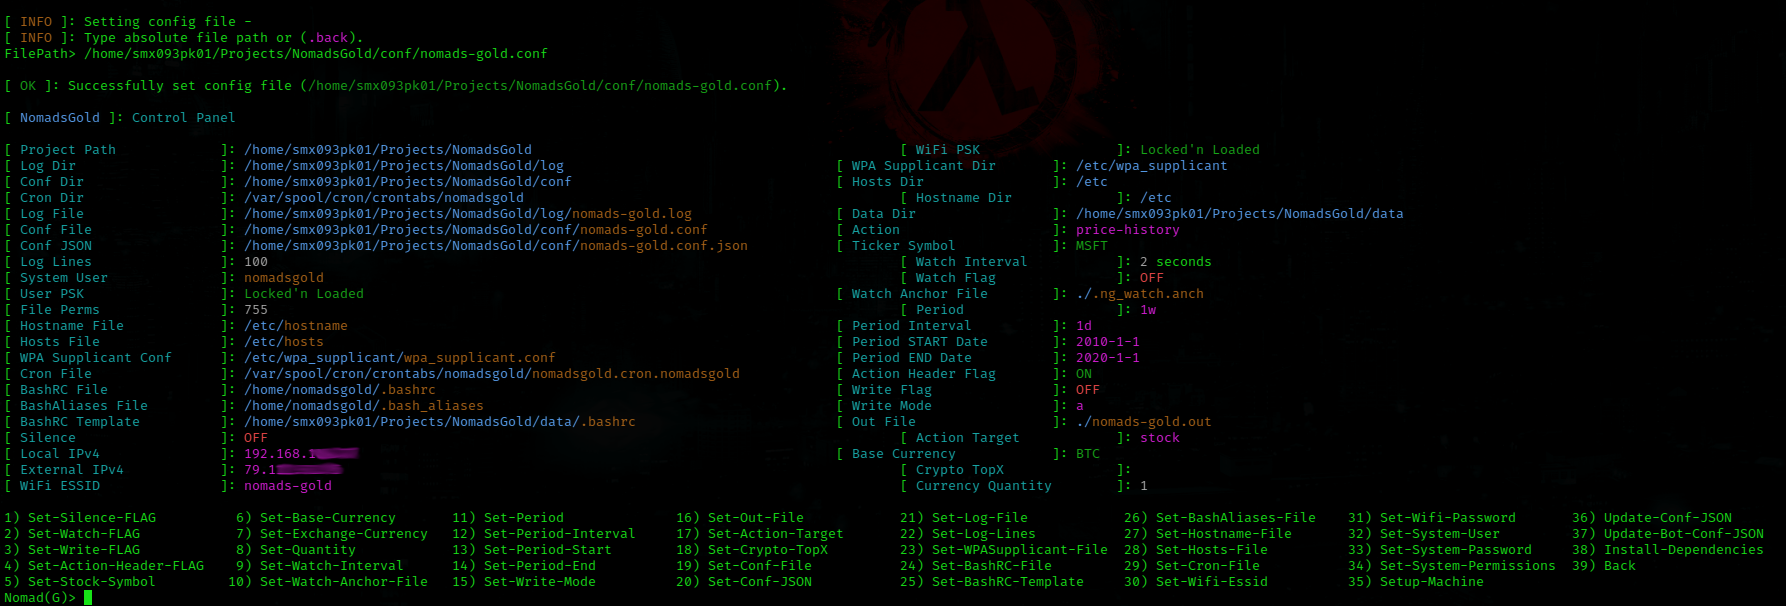 [ INFO ]: Setting config file -
[ INFO ]: Type absolute file path or (.back).
FilePath> /home/smx093pk01/Projects/NomadsGold/conf/nomads-gold.conf
[ OK ]: Successfully set config file (/home/smx093pk01/Projects/NomadsGold/conf/nomads-gold.conf).
[ NomadsGold ]: Control Panel
[ Project Path ]: /home/smx093pk01/Projects/NomadsGold [ WiFi PSK ]: Locked'n Loaded
[ Log Dir ]: /home/smx093pk01/Projects/NomadsGold/log [ WPA Supplicant Dir ]: /etc/wpa_supplicant
[ Conf Dir ]: /home/smx093pk01/Projects/NomadsGold/conf [ Hosts Dir ]: /etc
[ Cron Dir ]: /var/spool/cron/crontabs/nomadsgold [ Hostname Dir ]: /etc
[ Log File ]: /home/smx093pk01/Projects/NomadsGold/log/nomads-gold.log [ Data Dir ]: /home/smx093pk01/Projects/NomadsGold/data
[ Conf File ]: /home/smx093pk01/Projects/NomadsGold/conf/nomads-gold.conf [ Action ]: price-history
[ Conf JSON ]: /home/smx093pk01/Projects/NomadsGold/conf/nomads-gold.conf.json [ Ticker Symbol ]: MSFT
[ Log Lines ]: 100 [ Watch Interval ]: 2 seconds
[ System User ]: nomadsgold [ Watch Flag ]: OFF
[ User PSK ]: Locked'n Loaded [ Watch Anchor File ]: ./.ng_watch.anch
[ File Perms ]: 755 [ Period ]: 1w
[ Hostname File ]: /etc/hostname [ Period Interval ]: 1d
[ Hosts File ]: /etc/hosts [ Period START Date ]: 2010-1-1
[ WPA Supplicant Conf ]: /etc/wpa_supplicant/wpa_supplicant.conf [ Period END Date ]: 2020-1-1
[ Cron File ]: /var/spool/cron/crontabs/nomadsgold/nomadsgold.cron.nomadsgold [ Action Header Flag ]: ON
[ BashRC File ]: /home/nomadsgold/.bashrc [ Write Flag ]: OFF
[ BashAliases File ]: /home/nomadsgold/.bash_aliases [ Write Mode ]: a
[ BashRC Template ]: /home/smx093pk01/Projects/NomadsGold/data/.bashrc [ Out File ]: ./nomads-gold.out
[ Silence ]: OFF [ Action Target ]: stock
[ Local IPv4 ]: 192.168.1 [ Base Currency ]: BTC
[ External IPv4 ]: 79.1 [ Crypto TopX ]:
[ WiFi ESSID ]: nomads-gold [ Currency Quantity ]: 1
1) Set-Silence-FLAG 6) Set-Base-Currency 11) Set-Period 16) Set-Out-File 21) Set-Log-File 26) Set-BashAliases-File 31) Set-Wifi-Password 36) Update-Conf-JSON
2) Set-Watch-FLAG 7) Set-Exchange-Currency 12) Set-Period-Interval 17) Set-Action-Target 22) Set-Log-Lines 27) Set-Hostname-File 32) Set-System-User 37) Update-Bot-Conf-JSON
3) Set-Write-FLAG 8) Set-Quantity 13) Set-Period-Start 18) Set-Crypto-TopX 23) Set-WPASupplicant-File 28) Set-Hosts-File 33) Set-System-Password 38) Install-Dependencies
4) Set-Action-Header-FLAG 9) Set-Watch-Interval 14) Set-Period-End 19) Set-Conf-File 24) Set-BashRC-File 29) Set-Cron-File 34) Set-System-Permissions 39) Back
5) Set-Stock-Symbol 10) Set-Watch-Anchor-File 15) Set-Write-Mode 20) Set-Conf-JSON 25) Set-BashRC-Template 30) Set-Wifi-Essid 35) Setup-Machine
Nomad(G)>